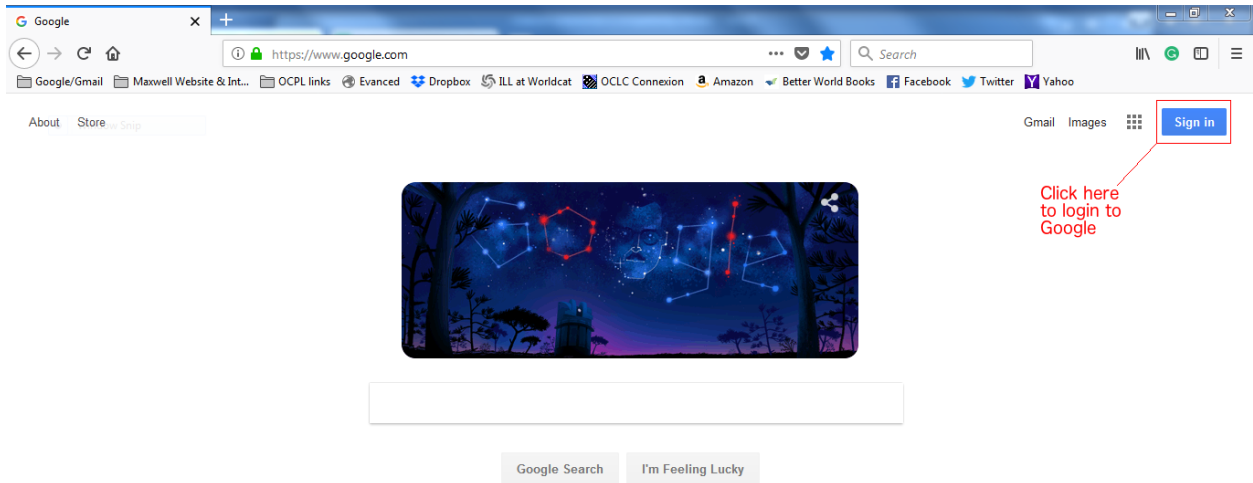 Google
https://www.google.com
Search
Google/Gmail Maxwell Website & Int... OCPL links Evanced Dropbox ILL at Worldcat OCLC Connexion Amazon Better World Books Facebook Twitter Yahoo
About Store Gmail Images Sign in
Snip
Click here
to login to
Google
Google
Google Search I'm Feeling Lucky